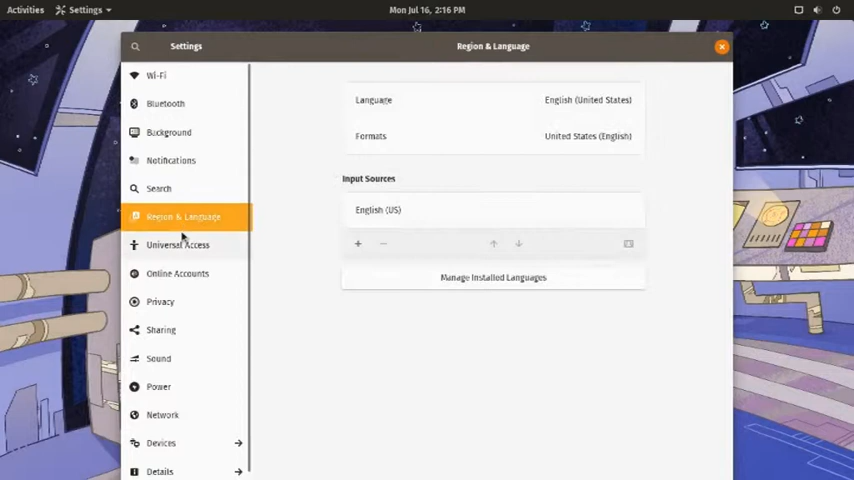 Activities Settings Mon Jul 16, 2:16 PM
Settings Region & Language
Wi-Fi
Bluetooth
Background
Notifications
Search
Region & Language
Universal Access
Online Accounts
Privacy
Sharing
Sound
Power
Network
Devices
Details
Language English (United States)
Formats United States (English)
Input Sources
English (US)
Manage Installed Languages